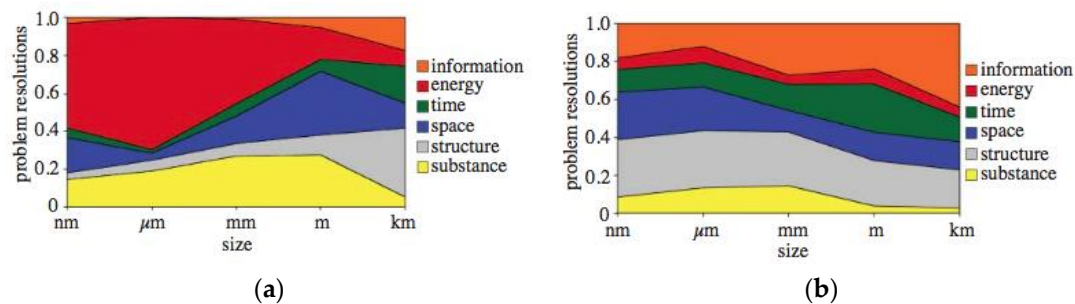 1.0
0.8
0.6
0.4
0.2
0
problem resolutions
nm
μm
mm
m
km
size
information
energy
time
space
structure
substance
(a)
1.0
0.8
0.6
0.4
0.2
0
problem resolutions
nm
μm
mm
m
km
size
information
energy
time
space
structure
substance
(b)